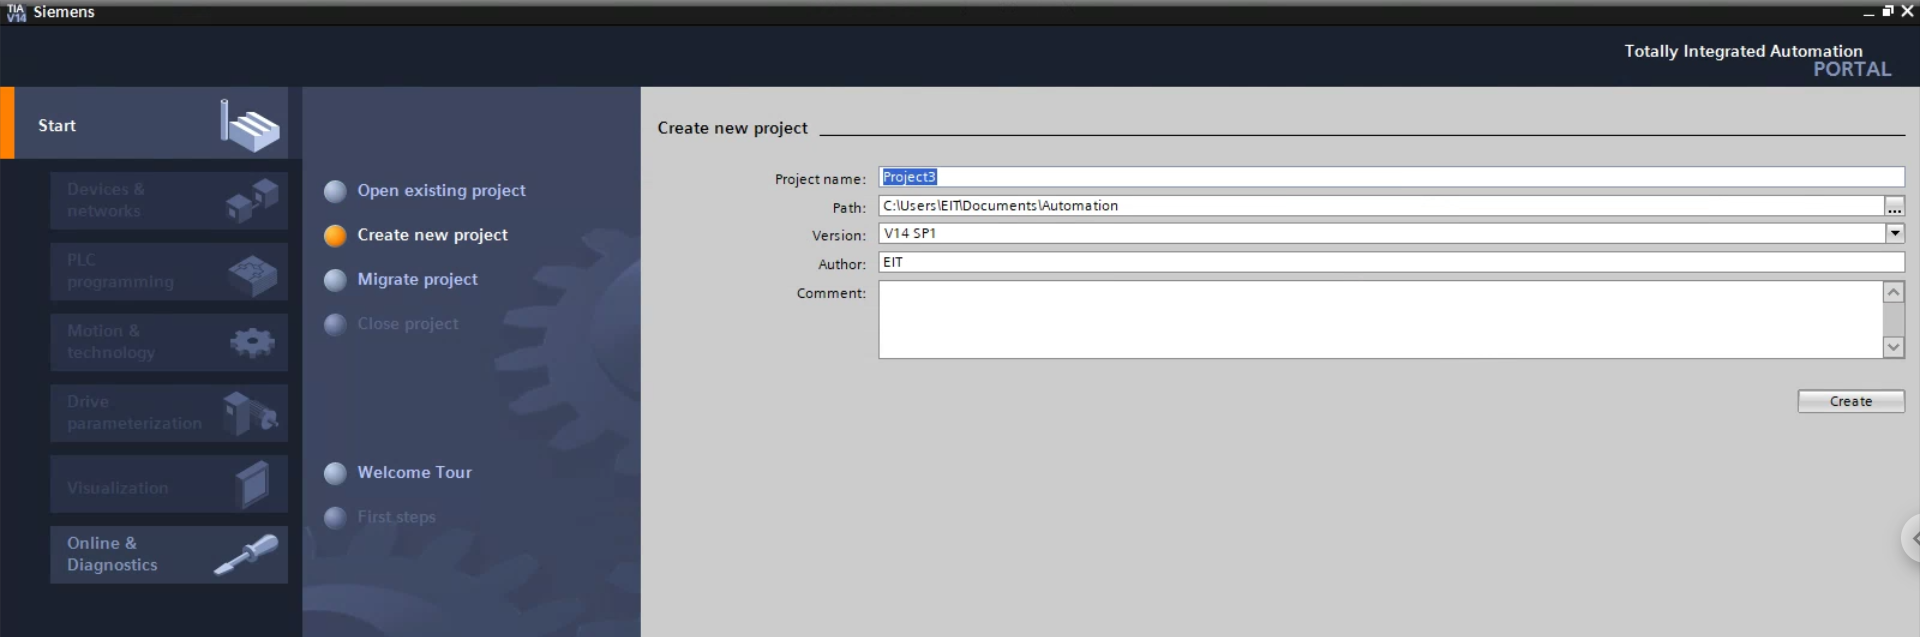 TIA
V14
Siemens
Totally Integrated Automation
PORTAL
Start
Devices &
networks
PLC
programming
Motion &
technology
Drive
parameterization
Visualization
Online &
Diagnostics
Open existing project
Create new project
Migrate project
Close project
Welcome Tour
First steps
Create new project
Project name: Project3
Path: C:\Users\EIT\Documents\Automation
...
Version: V14 SP1
Author: EIT
Comment:
Create